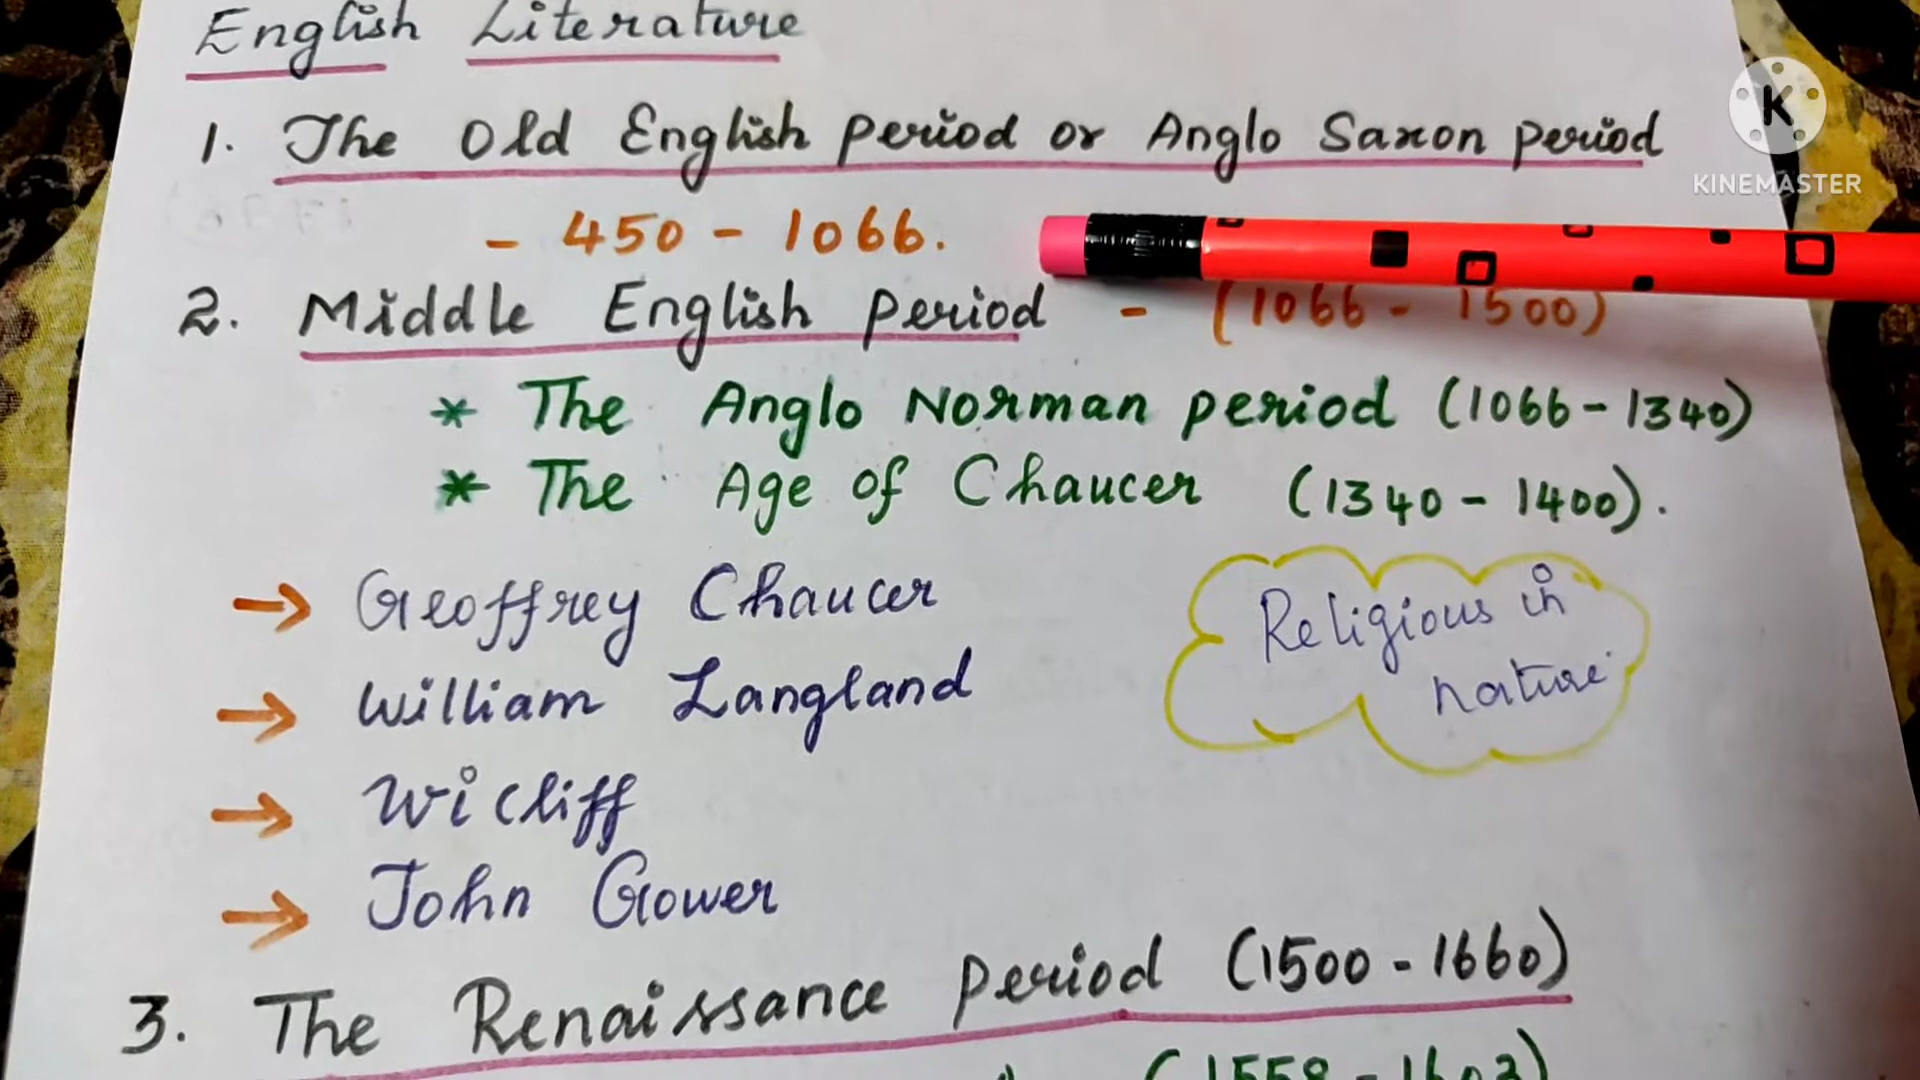 English Literature
1. The Old English period or Anglo Saxon period
- 450 - 1066.
2. Middle English period - (1066 - 1500)
* The Anglo Norman period (1066 - 1340)
* The Age of Chaucer (1340 - 1400).
→ Geoffrey Chaucer
→ William Langland
→ Wicliff
→ John Gower
Religious in
nature
3. The Renaissance period (1500 - 1660)
(1558 - 1603)
K
KINEMASTER